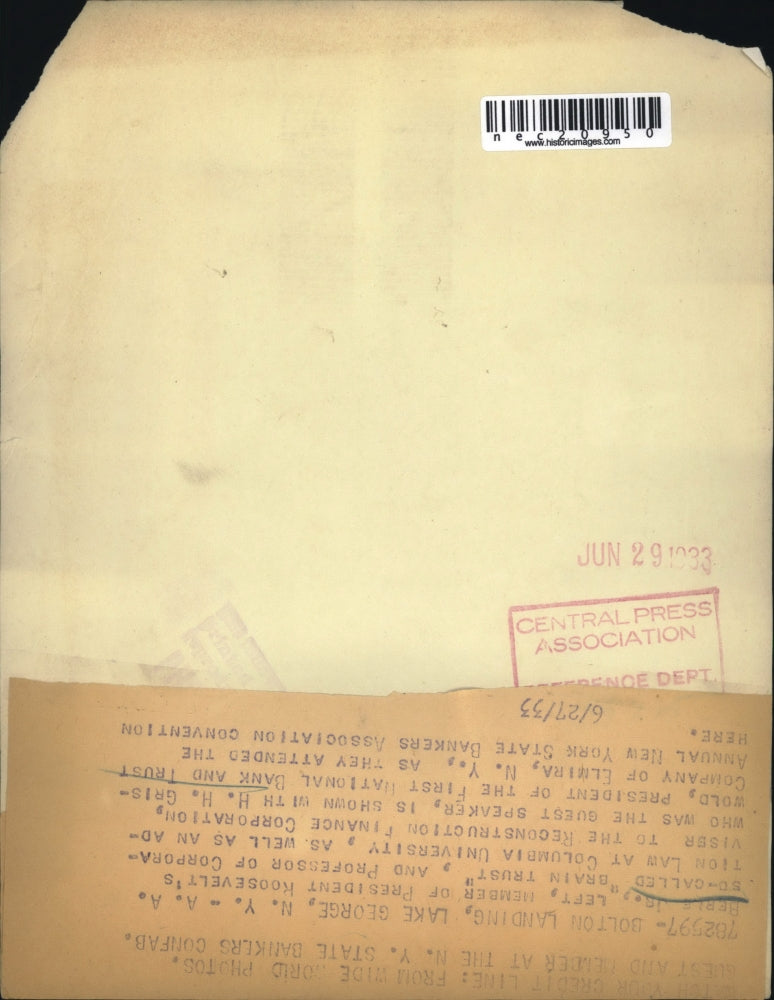 nec20950
www.historicimages.com
JUN 29 1933
CENTRAL PRESS
ASSOCIATION
REFERENCE DEPT.
WATCH YOUR CREDIT LINE: FROM WIDE WORLD PHOTOS.
GUEST AND MEMBER AT THE N. Y. STATE BANKERS CONFAB.
782597- BOLTON LANDING, LAKE GEORGE, N. Y. - A. A.
BERLE JR., LEFT, MEMBER OF PRESIDENT ROOSEVELT'S
SO-CALLED "BRAIN TRUST", AND PROFESSOR OF CORPORA-
TION LAW AT COLUMBIA UNIVERSITY, AS WELL AS AN AD-
VISER TO THE RECONSTRUCTION FINANCE CORPORATION,
WHO WAS THE GUEST SPEAKER, IS SHOWN WITH H. H. GRIS-
WOLD, PRESIDENT OF THE FIRST NATIONAL BANK AND TRUST
COMPANY OF ELMIRA, N. Y., AS THEY ATTENDED THE
ANNUAL NEW YORK STATE BANKERS ASSOCIATION CONVENTION
HERE.
6/27/33